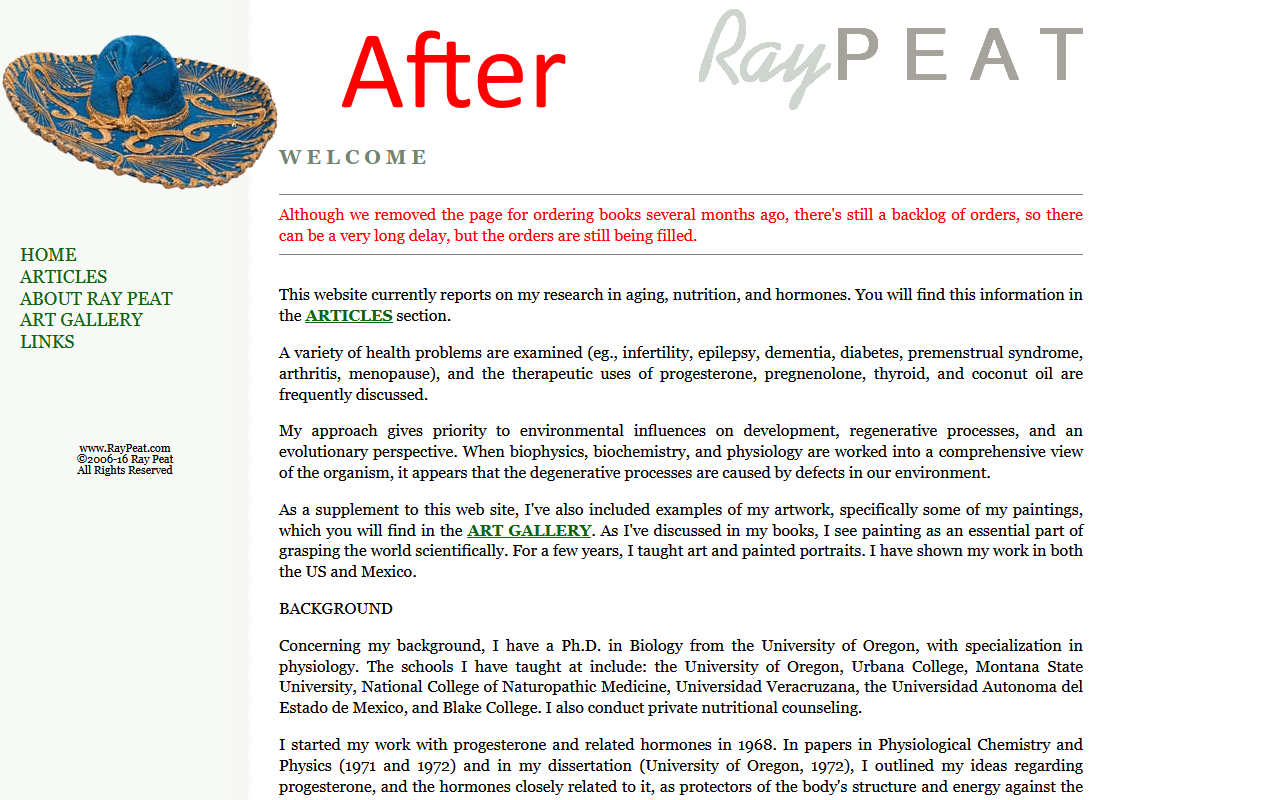 After
Ray PEAT
WELCOME
Although we removed the page for ordering books several months ago, there's still a backlog of orders, so there
can be a very long delay, but the orders are still being filled.
HOME
ARTICLES
ABOUT RAY PEAT
ART GALLERY
LINKS
www.RayPeat.com
©2006-16 Ray Peat
All Rights Reserved
This website currently reports on my research in aging, nutrition, and hormones. You will find this information in
the ARTICLES section.
A variety of health problems are examined (eg., infertility, epilepsy, dementia, diabetes, premenstrual syndrome,
arthritis, menopause), and the therapeutic uses of progesterone, pregnenolone, thyroid, and coconut oil are
frequently discussed.
My approach gives priority to environmental influences on development, regenerative processes, and an
evolutionary perspective. When biophysics, biochemistry, and physiology are worked into a comprehensive view
of the organism, it appears that the degenerative processes are caused by defects in our environment.
As a supplement to this web site, I've also included examples of my artwork, specifically some of my paintings,
which you will find in the ART GALLERY. As I've discussed in my books, I see painting as an essential part of
grasping the world scientifically. For a few years, I taught art and painted portraits. I have shown my work in both
the US and Mexico.
BACKGROUND
Concerning my background, I have a Ph.D. in Biology from the University of Oregon, with specialization in
physiology. The schools I have taught at include: the University of Oregon, Urbana College, Montana State
University, National College of Naturopathic Medicine, Universidad Veracruzana, the Universidad Autonoma del
Estado de Mexico, and Blake College. I also conduct private nutritional counseling.
I started my work with progesterone and related hormones in 1968. In papers in Physiological Chemistry and
Physics (1971 and 1972) and in my dissertation (University of Oregon, 1972), I outlined my ideas regarding
progesterone, and the hormones closely related to it, as protectors of the body's structure and energy against the